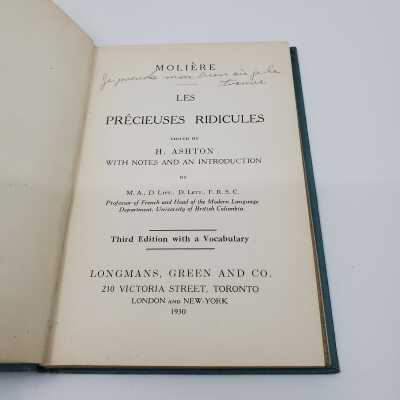 MOLIÈRE
Je prends mon bien où je le
trouve
LES
PRÉCIEUSES RIDICULES
EDITED BY
H. ASHTON
WITH NOTES AND AN INTRODUCTION
BY
M.A., D. LITT., D. LETT., F.R.S.C.
Professor of French and Head of the Modern Language
Department, University of British Columbia.
Third Edition with a Vocabulary
LONGMANS, GREEN AND CO.
210 VICTORIA STREET, TORONTO
LONDON AND NEW-YORK
1930